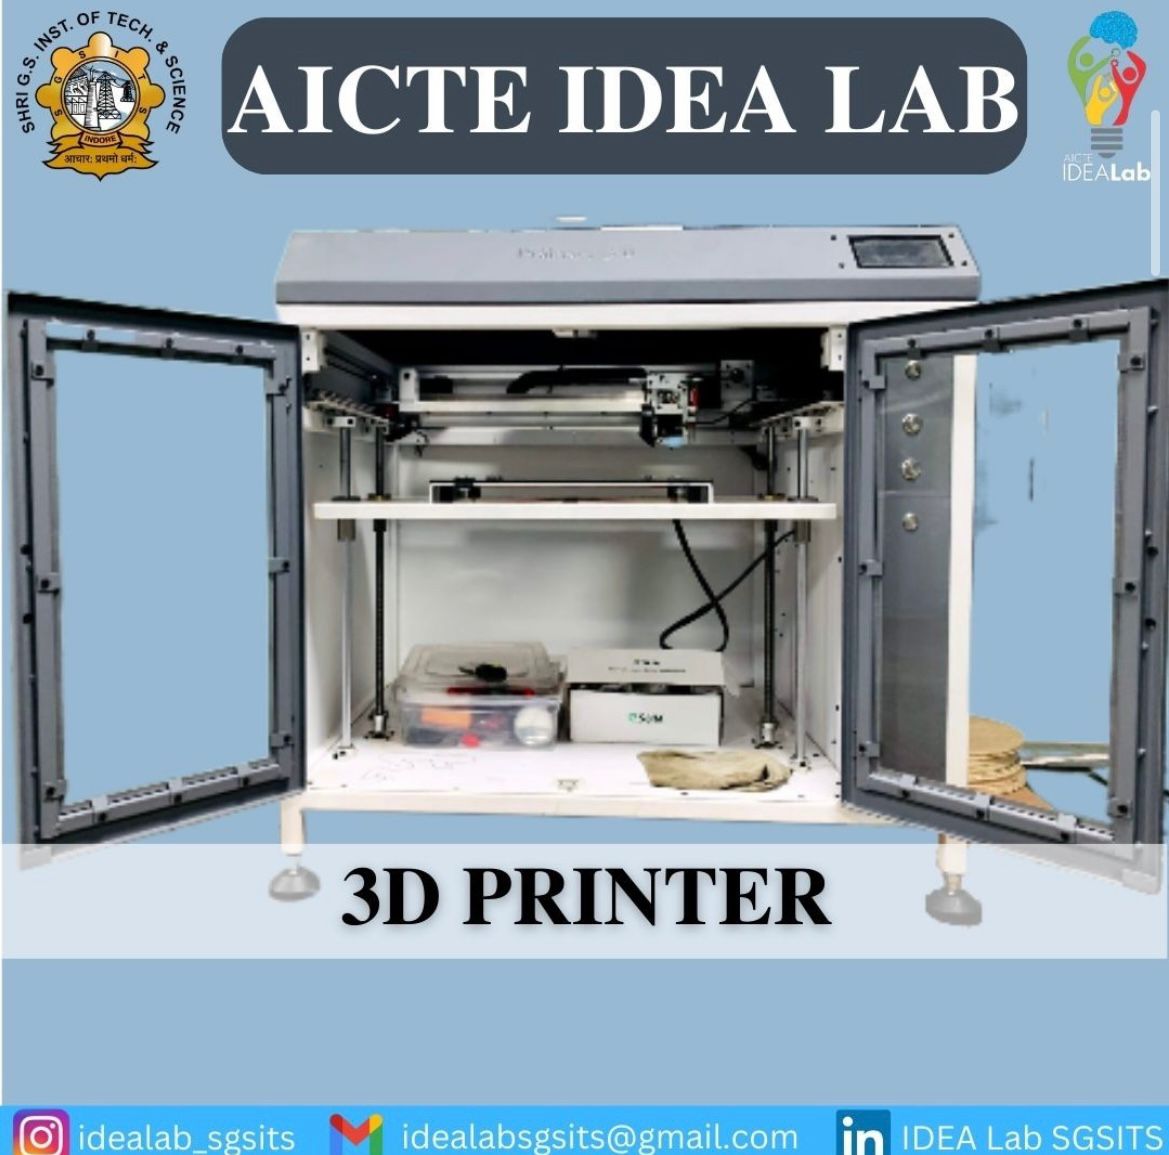 SHRI G.S. INST. OF TECH. & SCIENCE
S G S I T S
INDORE
आचार: प्रथमो धर्म:
AICTE IDEA LAB
AICTE
IDEALab
3D PRINTER
idealab_sgsits
idealabsgsits@gmail.com
IDEA Lab SGSITS